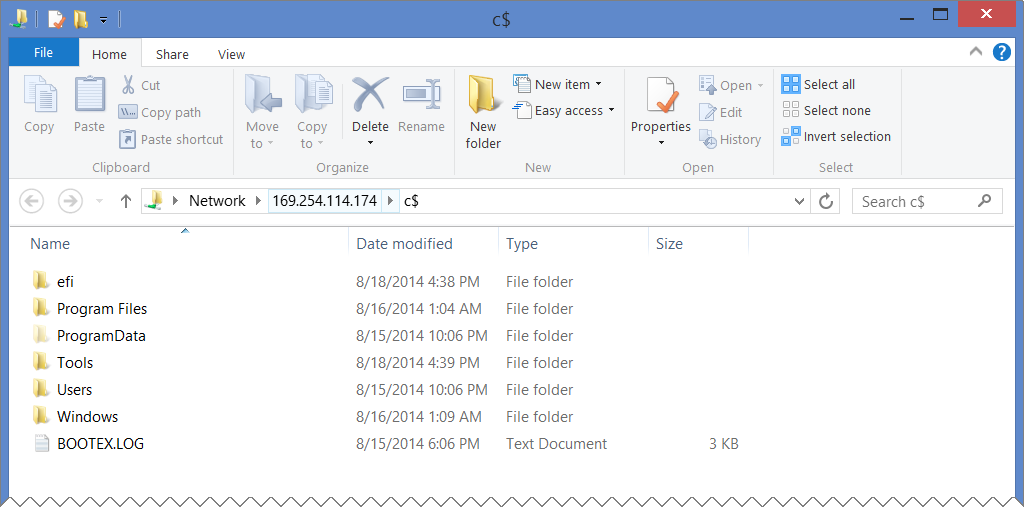 c$
File Home Share View
Copy Paste Cut Copy path Paste shortcut Clipboard
Move to Copy to Delete Rename Organize
New folder New item Easy access New
Properties Open Edit History Open
Select all Select none Invert selection Select
Network 169.254.114.174 c$ Search c$
Name Date modified Type Size
efi 8/18/2014 4:38 PM File folder
Program Files 8/16/2014 1:04 AM File folder
ProgramData 8/15/2014 10:06 PM File folder
Tools 8/18/2014 4:39 PM File folder
Users 8/15/2014 10:06 PM File folder
Windows 8/16/2014 1:09 AM File folder
BOOTEX.LOG 8/15/2014 6:06 PM Text Document 3 KB